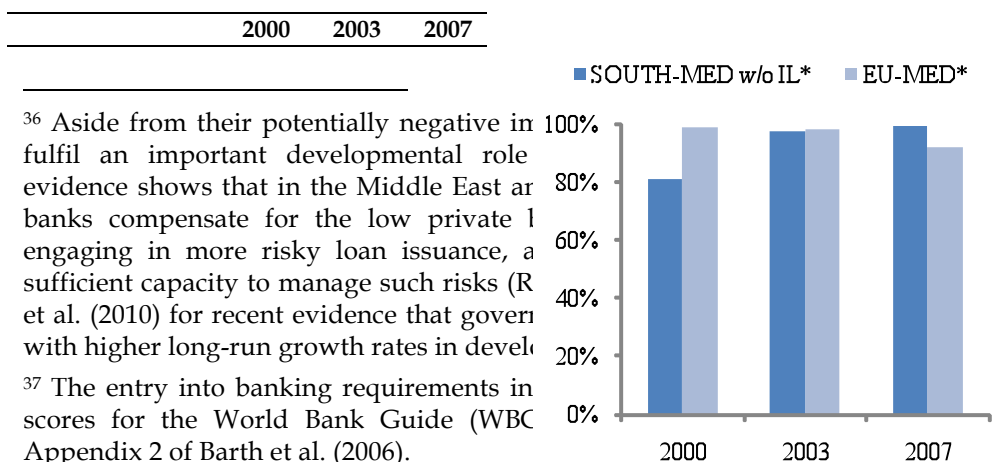 2000 2003 2007
36 Aside from their potentially negative im
fulfil an important developmental role
evidence shows that in the Middle East an
banks compensate for the low private
engaging in more risky loan issuance, a
sufficient capacity to manage such risks (R
et al. (2010) for recent evidence that govern
with higher long-run growth rates in devel
37 The entry into banking requirements in
scores for the World Bank Guide (WBG
Appendix 2 of Barth et al. (2006).
SOUTH-MED w/o IL* EU-MED*
100%
80%
60%
40%
20%
0%
2000 2003 2007